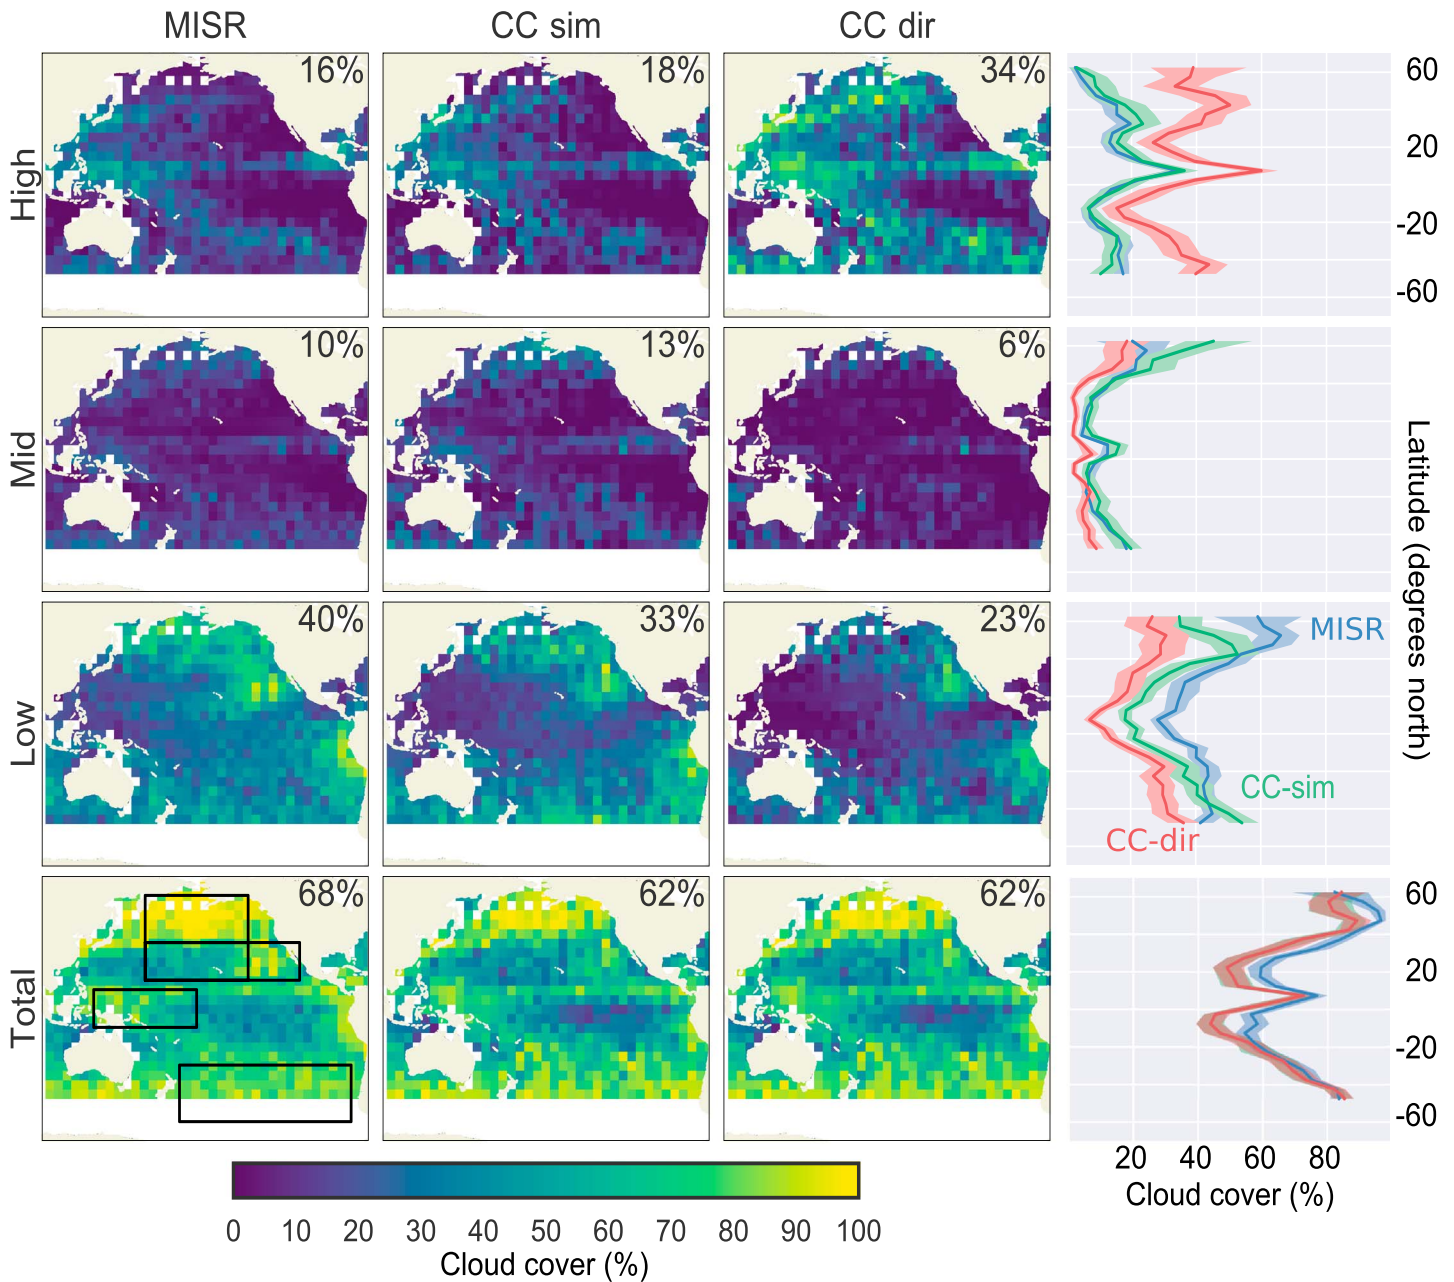 MISR CC sim CC dir
High 16% 18% 34% 60
20
-20
-60
Mid 10% 13% 6%
Latitude (degrees north)
Low 40% 33% 23% MISR
CC-sim
CC-dir
Total 68% 62% 62% 60
20
-20
-60
20 40 60 80
Cloud cover (%)
0 10 20 30 40 50 60 70 80 90 100
Cloud cover (%)